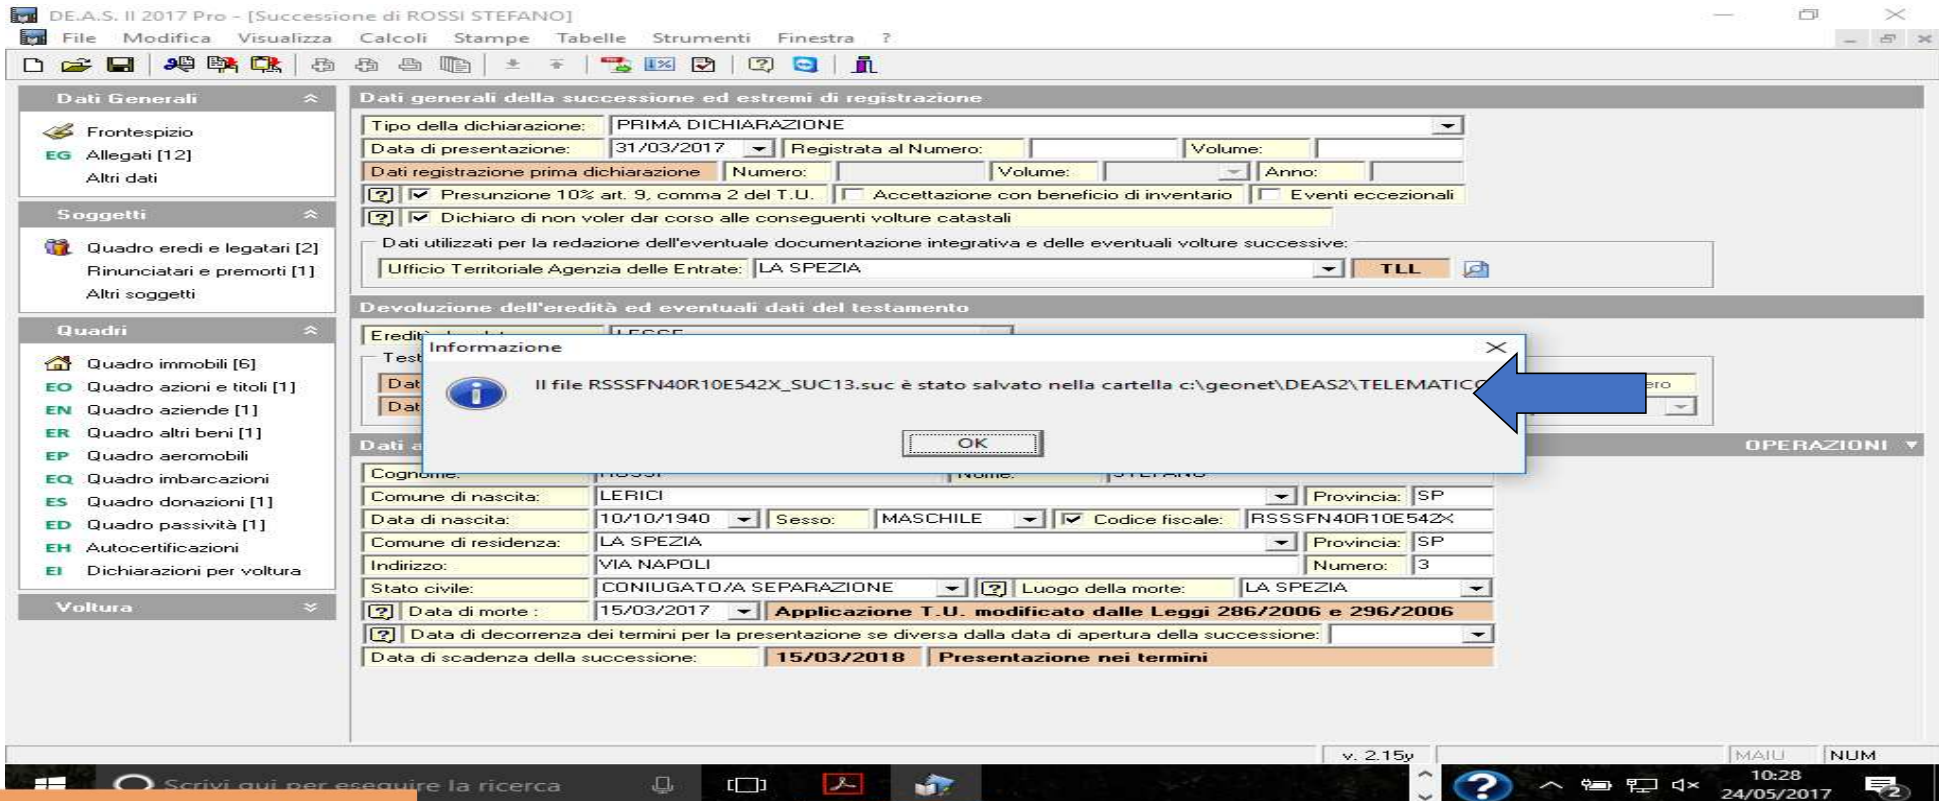 DE.A.S. II 2017 Pro - [Successione di ROSSI STEFANO]
File Modifica Visualizza Calcoli Stampe Tabelle Strumenti Finestra ?
Dati Generali
Frontespizio
EG Allegati [12]
Altri dati
Soggetti
Quadro eredi e legatari [2]
Rinunciatari e premorti [1]
Altri soggetti
Quadri
Quadro immobili [6]
EO Quadro azioni e titoli [1]
EN Quadro aziende [1]
ER Quadro altri beni [1]
EP Quadro aeromobili
EQ Quadro imbarcazioni
ES Quadro donazioni [1]
ED Quadro passività [1]
EH Autocertificazioni
EI Dichiarazioni per voltura
Voltura
Dati generali della successione ed estremi di registrazione
Tipo della dichiarazione: PRIMA DICHIARAZIONE
Data di presentazione: 31/03/2017 Registrata al Numero: Volume:
Dati registrazione prima dichiarazione Numero: Volume: Anno:
Presunzione 10% art. 9, comma 2 del T.U. Accettazione con beneficio di inventario Eventi eccezionali
Dichiaro di non voler dar corso alle conseguenti volture catastali
Dati utilizzati per la redazione dell'eventuale documentazione integrativa e delle eventuali volture successive:
Ufficio Territoriale Agenzia delle Entrate: LA SPEZIA TLL
Devoluzione dell'eredità ed eventuali dati del testamento
Informazione
Il file RSSSFN40R10E542X_SUC13.suc è stato salvato nella cartella c:\geonet\DEAS2\TELEMATICO
OK
OPERAZIONI
Cognome: ROSSI Nome: STEFANO
Comune di nascita: LERICI Provincia: SP
Data di nascita: 10/10/1940 Sesso: MASCHILE Codice fiscale: RSSSFN40R10E542X
Comune di residenza: LA SPEZIA Provincia: SP
Indirizzo: VIA NAPOLI Numero: 3
Stato civile: CONIUGATO/A SEPARAZIONE Luogo della morte: LA SPEZIA
Data di morte : 15/03/2017 Applicazione T.U. modificato dalle Leggi 286/2006 e 296/2006
Data di decorrenza dei termini per la presentazione se diversa dalla data di apertura della successione:
Data di scadenza della successione: 15/03/2018 Presentazione nei termini
v. 2.15y MAIU NUM
Scrivi qui per eseguire la ricerca
10:28
24/05/2017
2